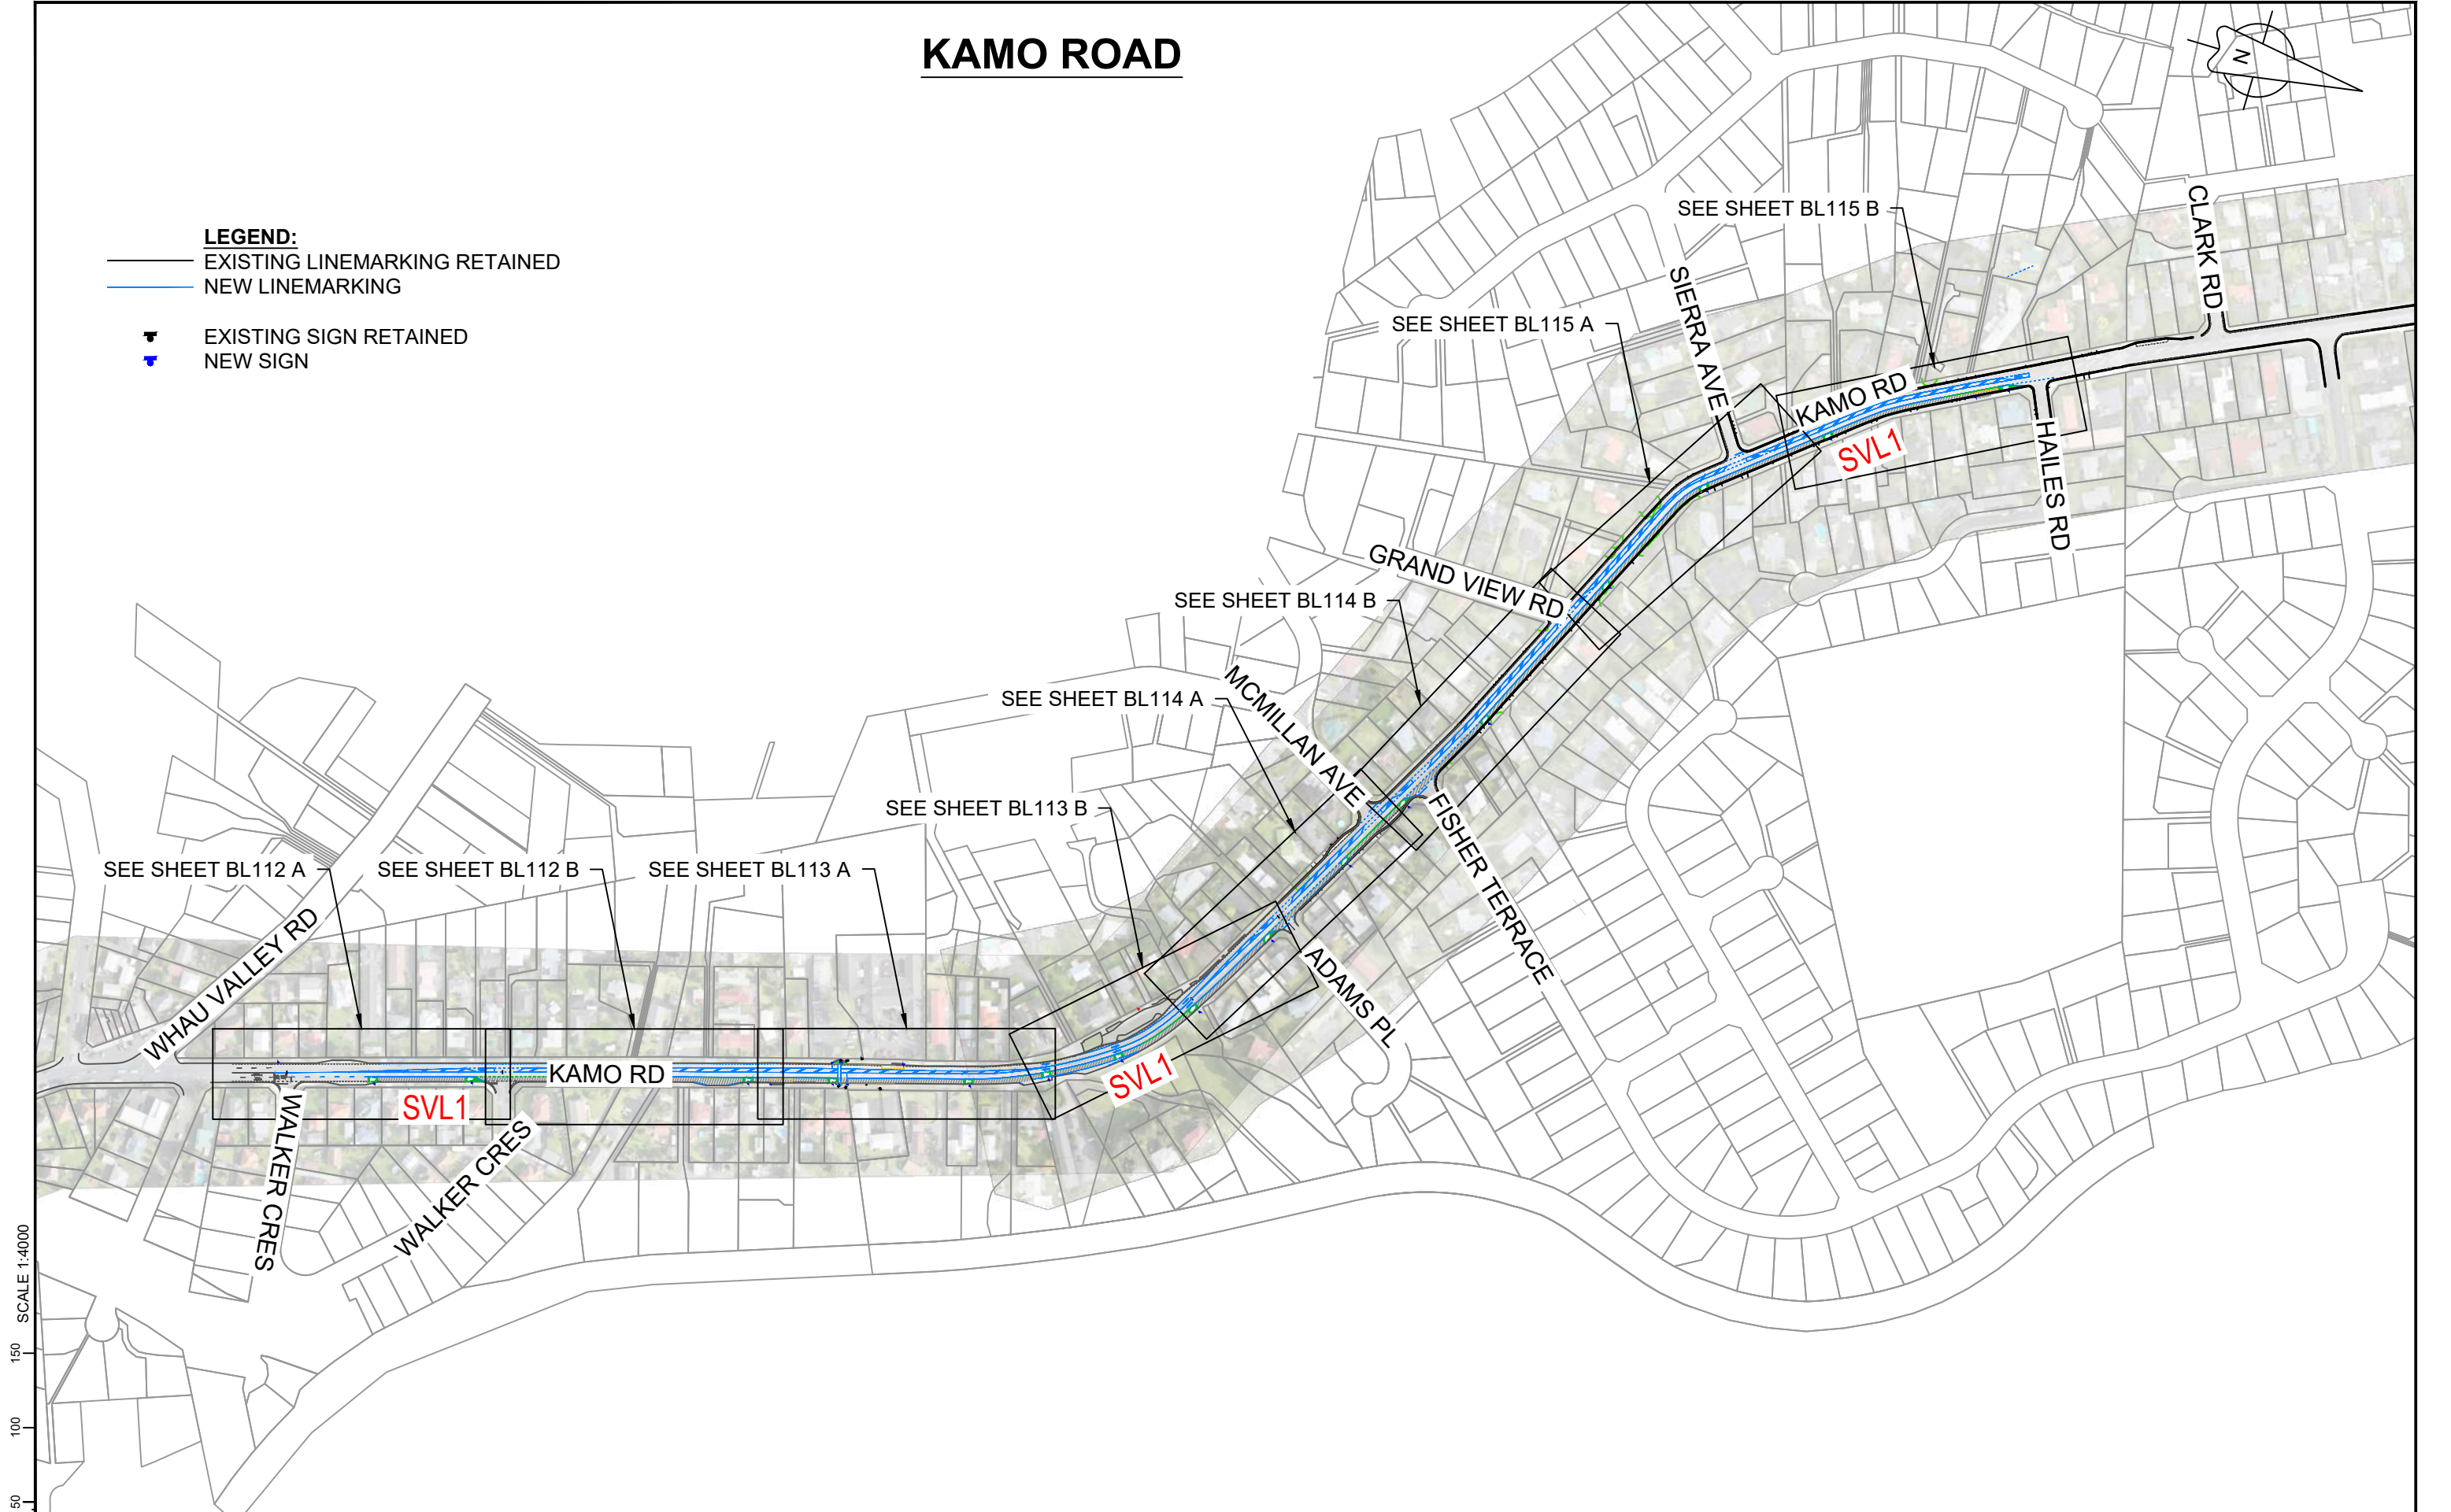 KAMO ROAD
N
LEGEND:
EXISTING LINEMARKING RETAINED
NEW LINEMARKING
EXISTING SIGN RETAINED
NEW SIGN
SEE SHEET BL115 B
CLARK RD
SIERRA AVE
SEE SHEET BL115 A
KAMO RD
SVL1
HAILES RD
GRAND VIEW RD
SEE SHEET BL114 B
MCMILLAN AVE
SEE SHEET BL114 A
SEE SHEET BL113 B
FISHER TERRACE
SEE SHEET BL112 A
SEE SHEET BL112 B
SEE SHEET BL113 A
WHAU VALLEY RD
ADAMS PL
KAMO RD
SVL1
SVL1
WALKER CRES
WALKER CRES
SCALE 1:4000
150
100
50